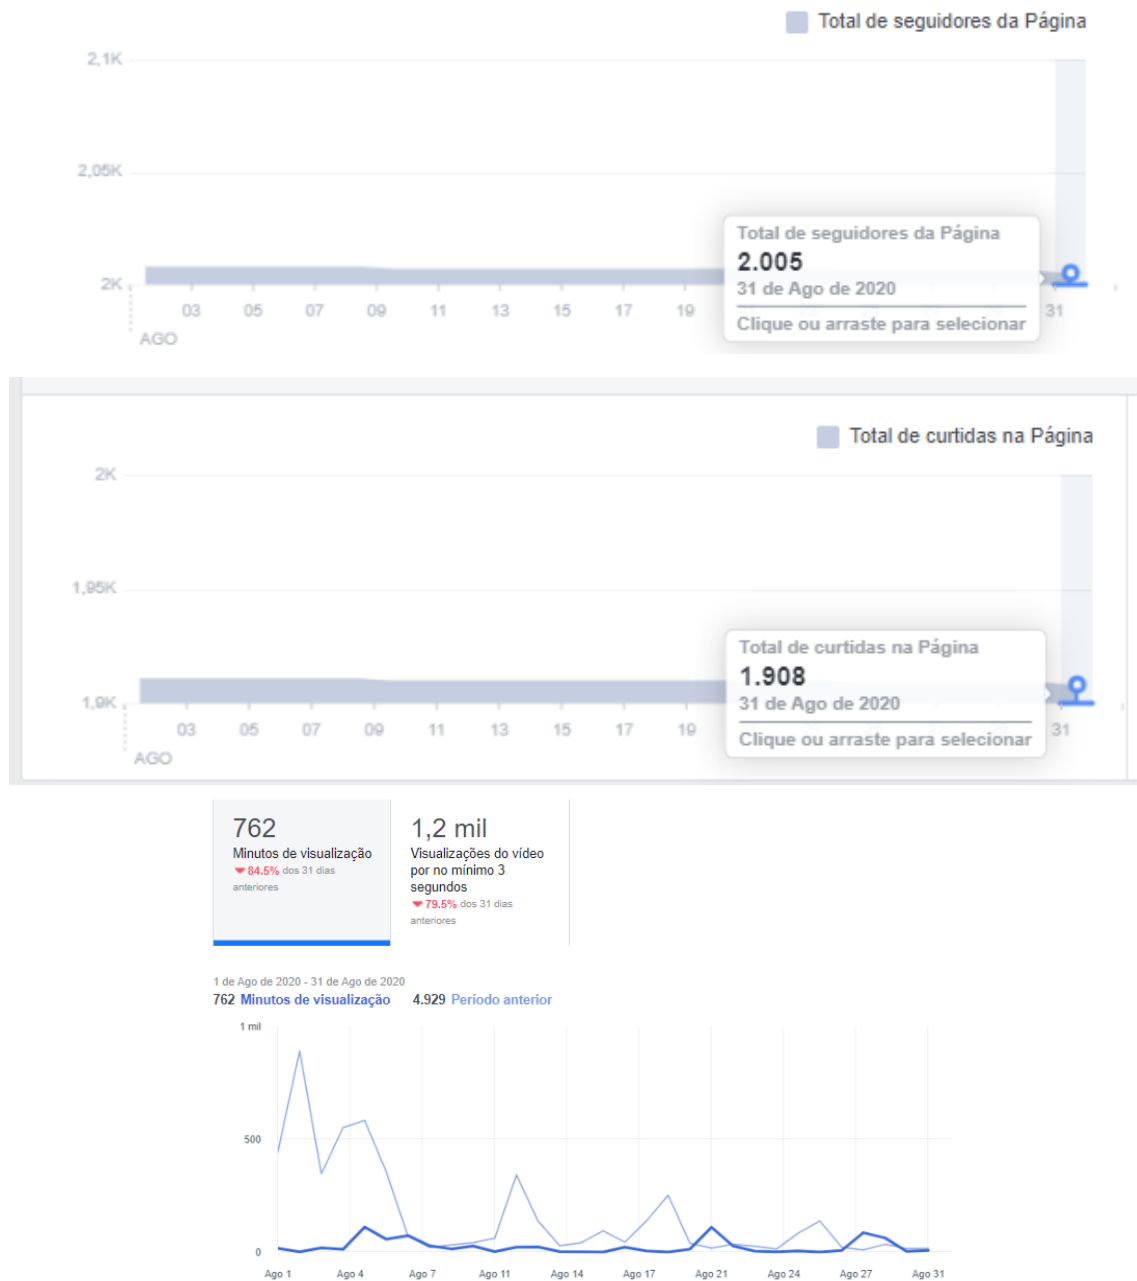 Total de seguidores da Página
2,1K
2,05K
2K
Total de seguidores da Página
2.005
31 de Ago de 2020
Clique ou arraste para selecionar
03 05 07 09 11 13 15 17 19 31
AGO
Total de curtidas na Página
2K
1,95K
1,9K
Total de curtidas na Página
1.908
31 de Ago de 2020
Clique ou arraste para selecionar
03 05 07 09 11 13 15 17 19 31
AGO
762
Minutos de visualização
84.5% dos 31 dias
anteriores
1,2 mil
Visualizações do vídeo
por no mínimo 3
segundos
79.5% dos 31 dias
anteriores
1 de Ago de 2020 - 31 de Ago de 2020
762 Minutos de visualização 4.929 Período anterior
1 mil
500
0
Ago 1 Ago 4 Ago 7 Ago 11 Ago 14 Ago 17 Ago 21 Ago 24 Ago 27 Ago 31